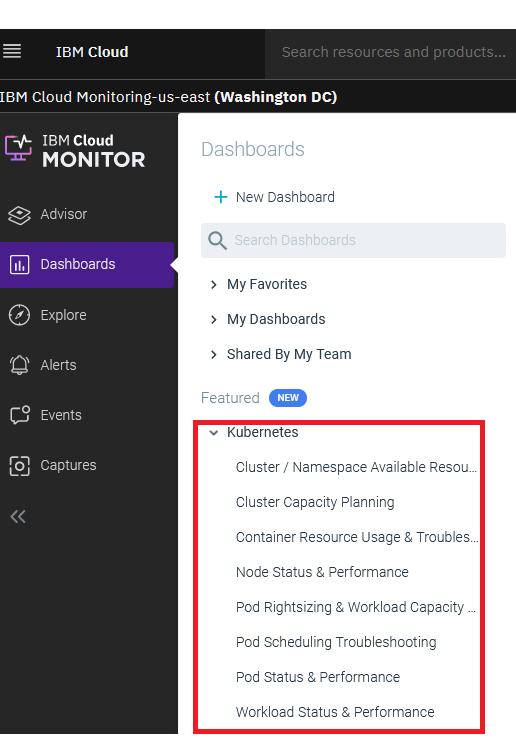 IBM Cloud
Search resources and products...
IBM Cloud Monitoring-us-east (Washington DC)
IBM Cloud
MONITOR
Advisor
Dashboards
Explore
Alerts
Events
Captures
Dashboards
New Dashboard
Search Dashboards
My Favorites
My Dashboards
Shared By My Team
Featured NEW
Kubernetes
Cluster / Namespace Available Resou...
Cluster Capacity Planning
Container Resource Usage & Troubles...
Node Status & Performance
Pod Rightsizing & Workload Capacity ...
Pod Scheduling Troubleshooting
Pod Status & Performance
Workload Status & Performance